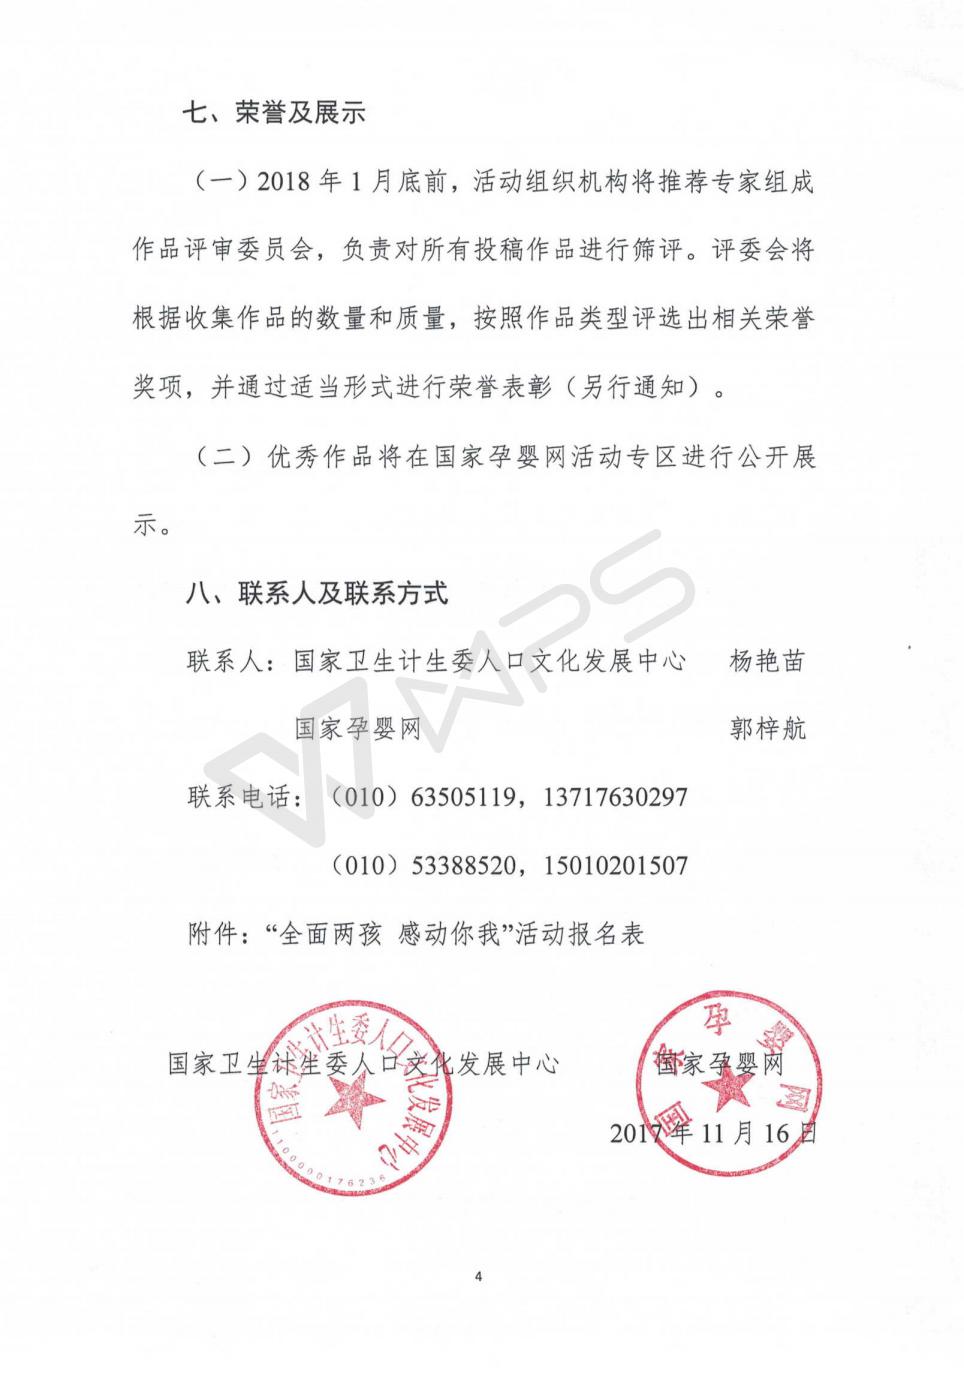 七、荣誉及展示
（一）2018 年 1 月底前，活动组织机构将推荐专家组成
作品评审委员会，负责对所有投稿作品进行筛评。评委会将
根据收集作品的数量和质量，按照作品类型评选出相关荣誉
奖项，并通过适当形式进行荣誉表彰（另行通知）。
（二）优秀作品将在国家孕婴网活动专区进行公开展
示。
八、联系人及联系方式
WPS
联系人：国家卫生计生委人口文化发展中心 杨艳苗
国家孕婴网 郭梓航
联系电话：（010）63505119，13717630297
（010）53388520，15010201507
附件：“全面两孩 感动你我”活动报名表
国家卫生计生委人口文化发展中心 国家孕婴网
国家卫生计生委人口文化发展中心
1100000176236
国家孕婴网
2017 年 11 月 16 日
4